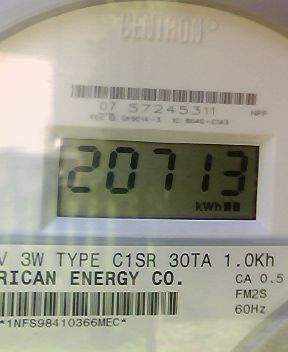 CENTRON®
07 57245311 NPP
20713
kWh
V 3W TYPE C1SR 30TA 1.0Kh
RICAN ENERGY CO. CA 0.5
FM2S
60Hz
*1NFS98410366MEC*